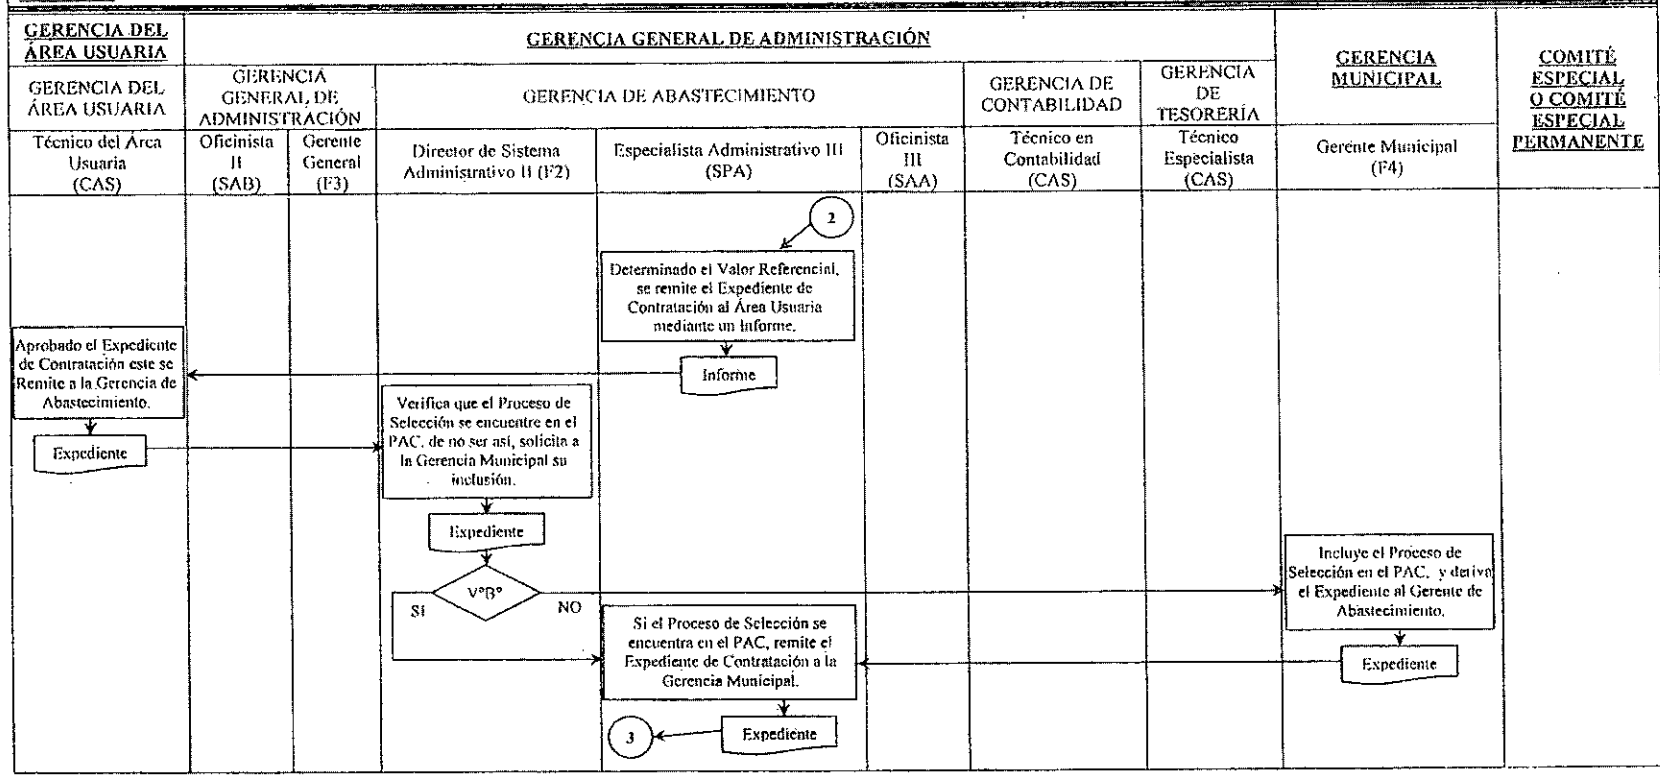 GERENCIA DEL
ÁREA USUARIA
GERENCIA GENERAL DE ADMINISTRACIÓN
GERENCIA
MUNICIPAL
COMITÉ
ESPECIAL
O COMITÉ
ESPECIAL
PERMANENTE
GERENCIA DEL
ÁREA USUARIA
GERENCIA
GENERAL DE
ADMINISTRACIÓN
GERENCIA DE ABASTECIMIENTO
GERENCIA DE
CONTABILIDAD
GERENCIA
DE
TESORERÍA
Técnico del Área
Usuaria
(CAS)
Oficinista
II
(SAB)
Gerente
General
(F3)
Director de Sistema
Administrativo II (F2)
Especialista Administrativo III
(SPA)
Oficinista
III
(SAA)
Técnico en
Contabilidad
(CAS)
Técnico
Especialista
(CAS)
Gerente Municipal
(F4)
2
Determinado el Valor Referencial,
se remite el Expediente de
Contratación al Área Usuaria
mediante un Informe.
Informe
Aprobado el Expediente
de Contratación este se
Remite a la Gerencia de
Abastecimiento.
Expediente
Verifica que el Proceso de
Selección se encuentre en el
PAC, de no ser así, solicita a
la Gerencia Municipal su
inclusión.
Expediente
V°B°
SI
NO
Incluye el Proceso de
Selección en el PAC, y deriva
el Expediente al Gerente de
Abastecimiento.
Expediente
Si el Proceso de Selección se
encuentra en el PAC, remite el
Expediente de Contratación a la
Gerencia Municipal.
Expediente
3